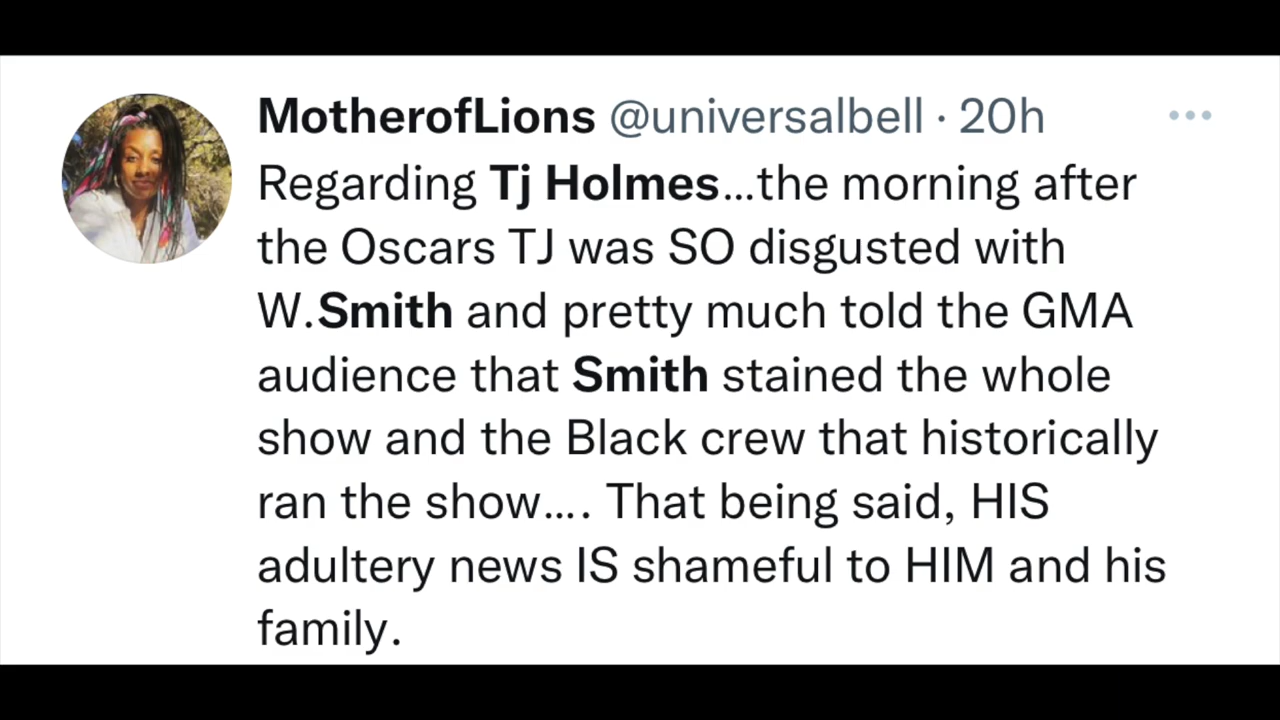 MotherofLions @universalbell · 20h
Regarding Tj Holmes...the morning after
the Oscars TJ was SO disgusted with
W.Smith and pretty much told the GMA
audience that Smith stained the whole
show and the Black crew that historically
ran the show.... That being said, HIS
adultery news IS shameful to HIM and his
family.